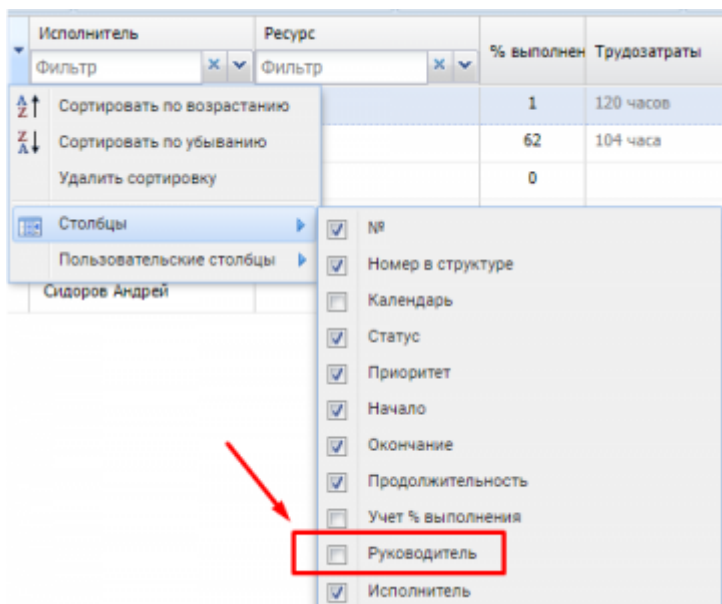 Исполнитель Ресурс
% выполнен Трудозатраты
Фильтр Фильтр
Сортировать по возрастанию 1 120 часов
Сортировать по убыванию 62 104 часа
Удалить сортировку 0
Столбцы № 
Пользовательские столбцы Номер в структуре
Сидоров Андрей Календарь
Статус
Приоритет
Начало
Окончание
Продолжительность
Учет % выполнения
Руководитель
Исполнитель